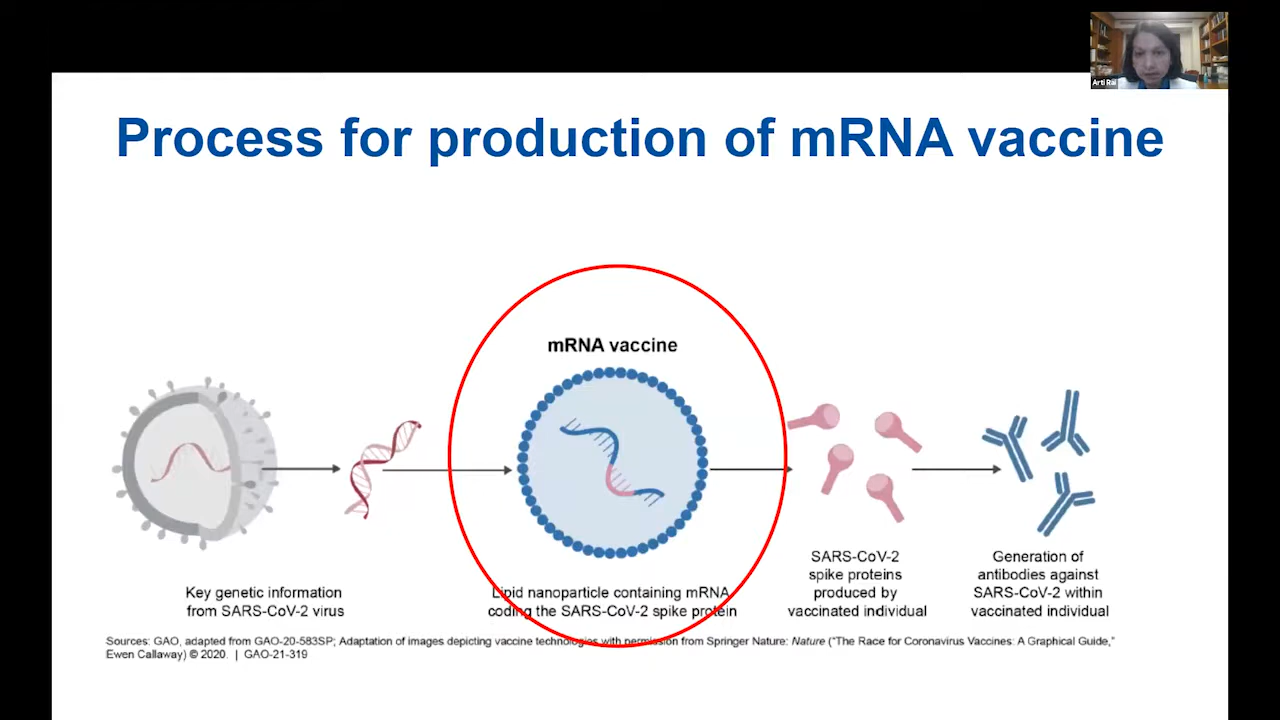 Arti Rai
Process for production of mRNA vaccine
mRNA vaccine
Key genetic information
from SARS-CoV-2 virus
Lipid nanoparticle containing mRNA
coding the SARS-CoV-2 spike protein
SARS-CoV-2
spike proteins
produced by
vaccinated individual
Generation of
antibodies against
SARS-CoV-2 within
vaccinated individual
Sources: GAO, adapted from GAO-20-583SP; Adaptation of images depicting vaccine technologies with permission from Springer Nature: Nature (“The Race for Coronavirus Vaccines: A Graphical Guide,”
Ewen Callaway) © 2020. | GAO-21-319